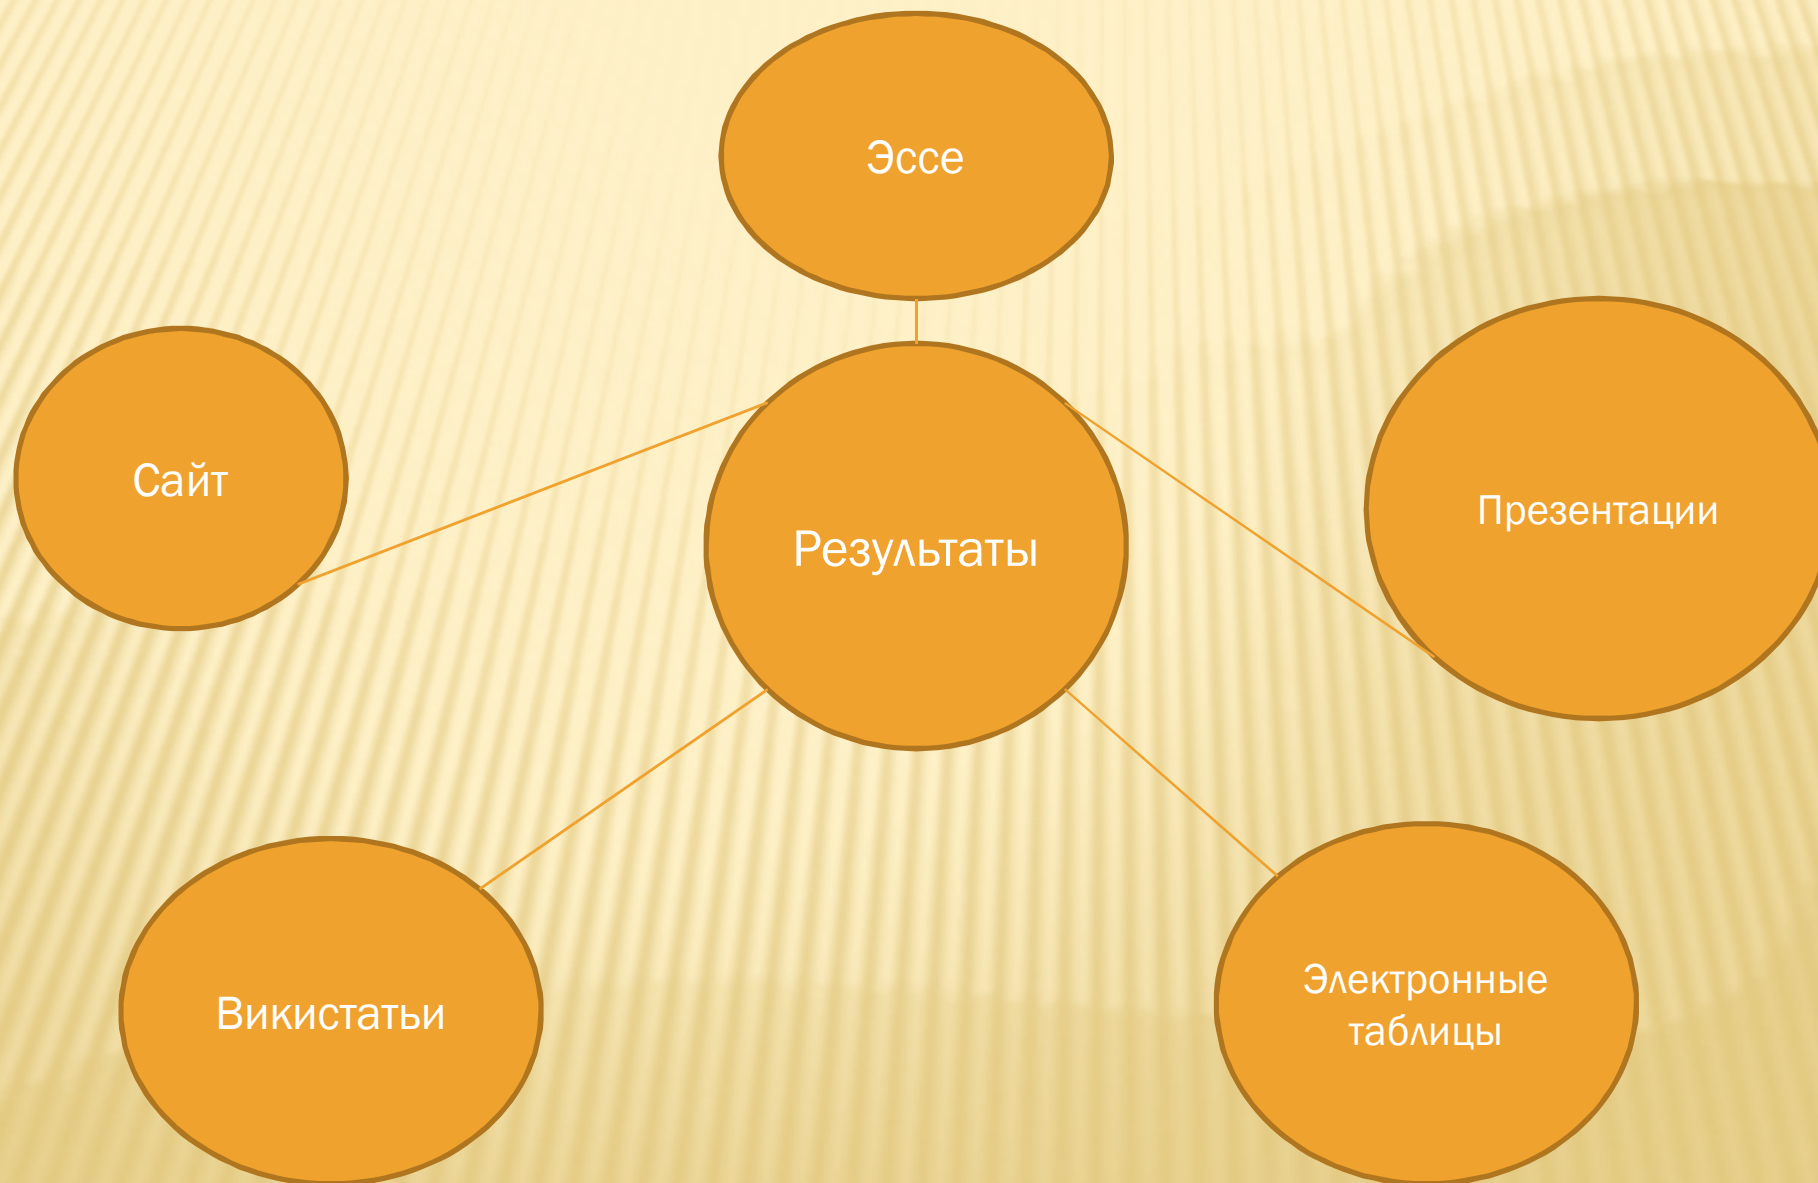 Эссе
Сайт
Презентации
Результаты
Викистатьи
Электронные
таблицы